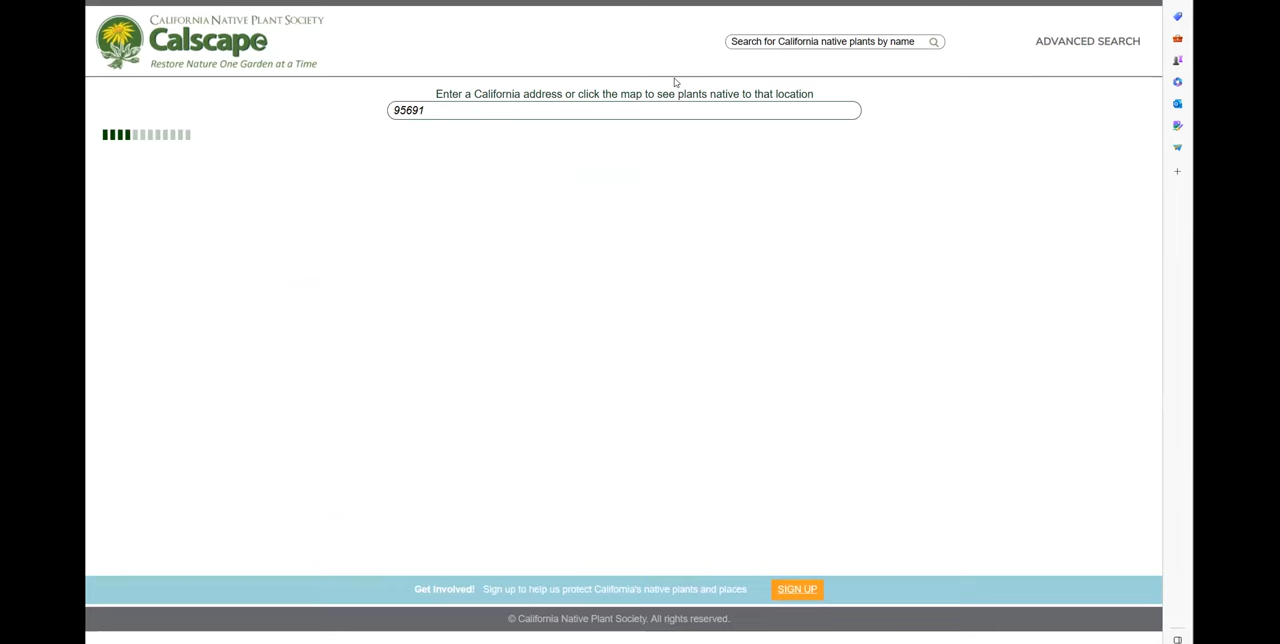 CALIFORNIA NATIVE PLANT SOCIETY
Calscape
Restore Nature One Garden at a Time
Search for California native plants by name
ADVANCED SEARCH
Enter a California address or click the map to see plants native to that location
95691
Get Involved! Sign up to help us protect California's native plants and places SIGN UP
© California Native Plant Society. All rights reserved.